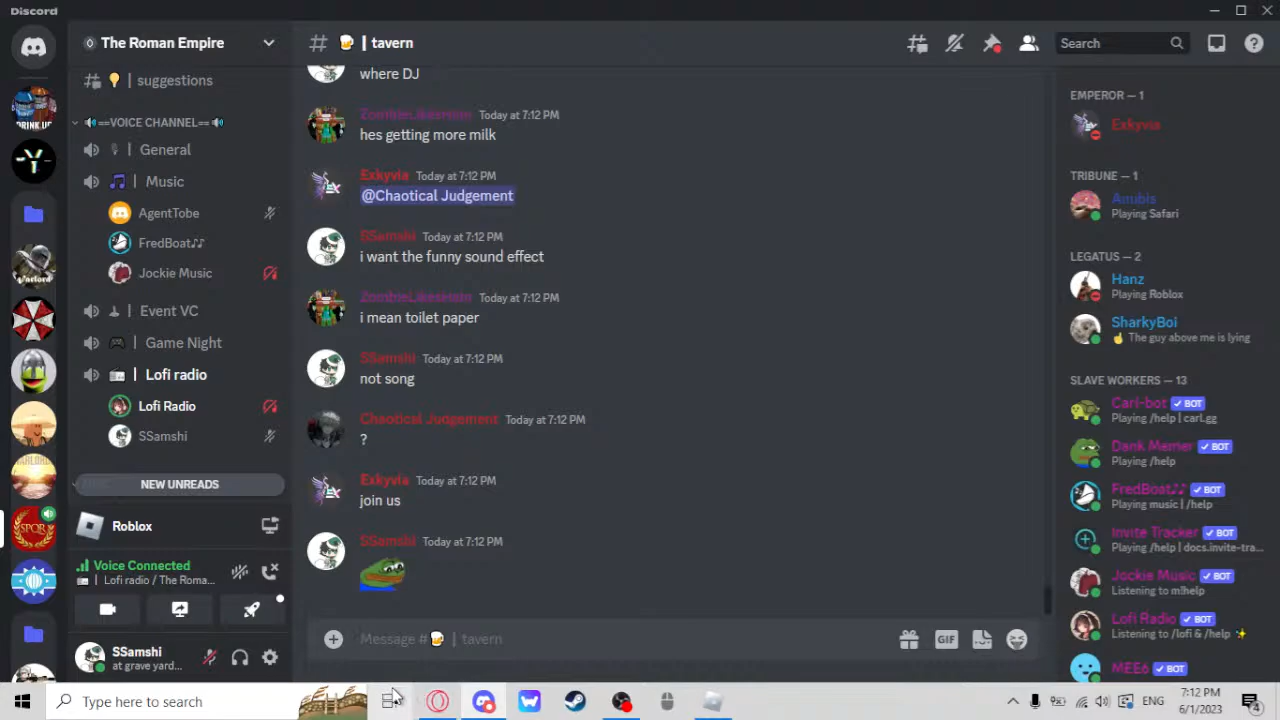 Discord
The Roman Empire
| tavern
Search
| suggestions
==VOICE CHANNEL==
| General
| Music
AgentTobe
FredBoat♪♪
Jockie Music
| Event VC
| Game Night
| Lofi radio
Lofi Radio
SSamshi
NEW UNREADS
Roblox
Voice Connected
| Lofi radio / The Roma...
SSamshi
at grave yard...
where DJ
ZombieLikesHam Today at 7:12 PM
hes getting more milk
Exkyvia Today at 7:12 PM
@Chaotical Judgement
SSamshi Today at 7:12 PM
i want the funny sound effect
ZombieLikesHam Today at 7:12 PM
i mean toilet paper
SSamshi Today at 7:12 PM
not song
Chaotical Judgement Today at 7:12 PM
?
Exkyvia Today at 7:12 PM
join us
SSamshi Today at 7:12 PM
Message # | tavern
GIF
EMPEROR — 1
Exkyvia
TRIBUNE — 1
Anubis
Playing Safari
LEGATUS — 2
Hanz
Playing Roblox
SharkyBoi
The guy above me is lying
SLAVE WORKERS — 13
Carl-bot ✓ BOT
Playing /help | carl.gg
Dank Memer ✓ BOT
Playing /help
FredBoat♪♪ ✓ BOT
Playing music | /help
Invite Tracker ✓ BOT
Playing /help | docs.invite-tra...
Jockie Music ✓ BOT
Listening to m!help
Lofi Radio ✓ BOT
Listening to /lofi & /help
MEE6 ✓ BOT
Warlord
SPQR
Type here to search
ENG
7:12 PM
6/1/2023
4